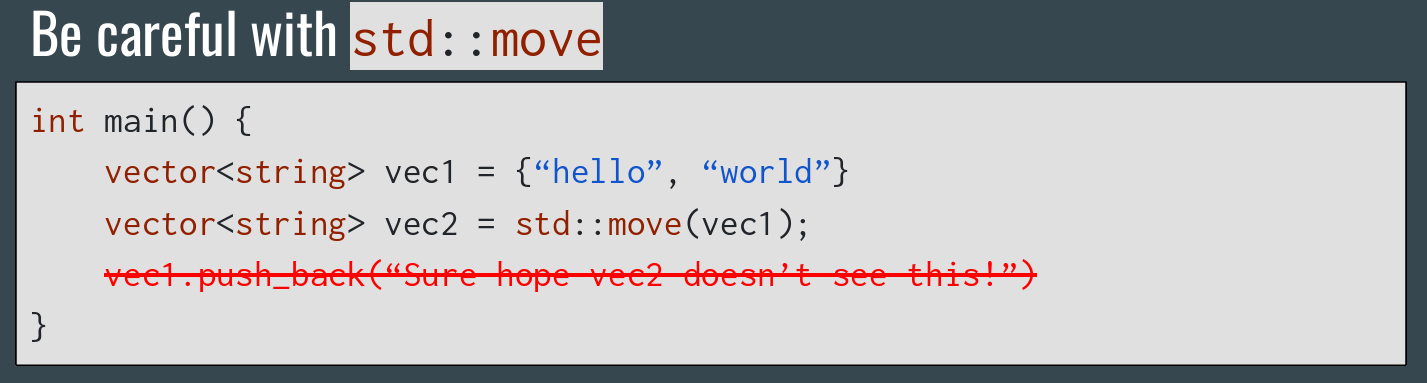 Be careful with std::move
int main() {
vector<string> vec1 = {“hello”, “world”}
vector<string> vec2 = std::move(vec1);
vec1.push_back(“Sure hope vec2 doesn’t see this!”)
}